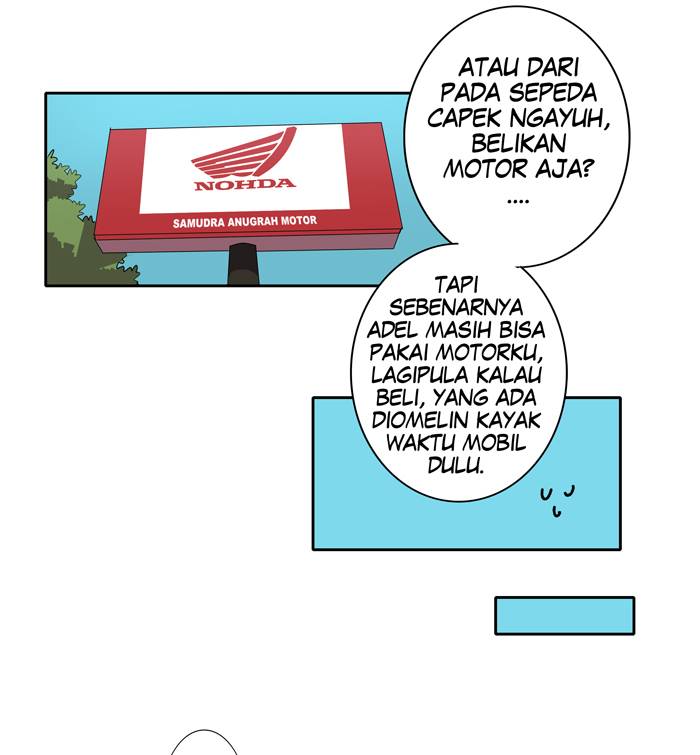 ATAU DARI
PADA SEPEDA
CAPEK NGAYUH,
BELIKAN
MOTOR AJA?
....
NOHDA
SAMUDRA ANUGRAH MOTOR
TAPI
SEBENARNYA
ADEL MASIH BISA
PAKAI MOTORKU,
LAGIPULA KALAU
BELI, YANG ADA
DIOMELIN KAYAK
WAKTU MOBIL
DULU.